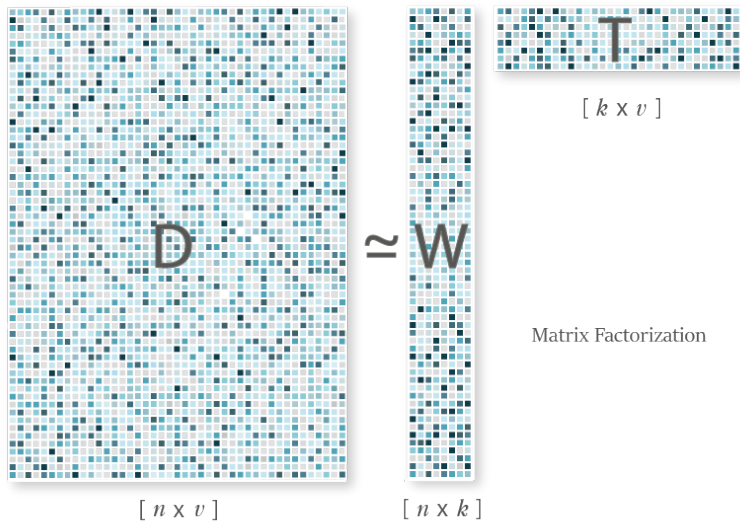 D
≃
W
T
[ k x v ]
Matrix Factorization
[ n x v ]
[ n x k ]